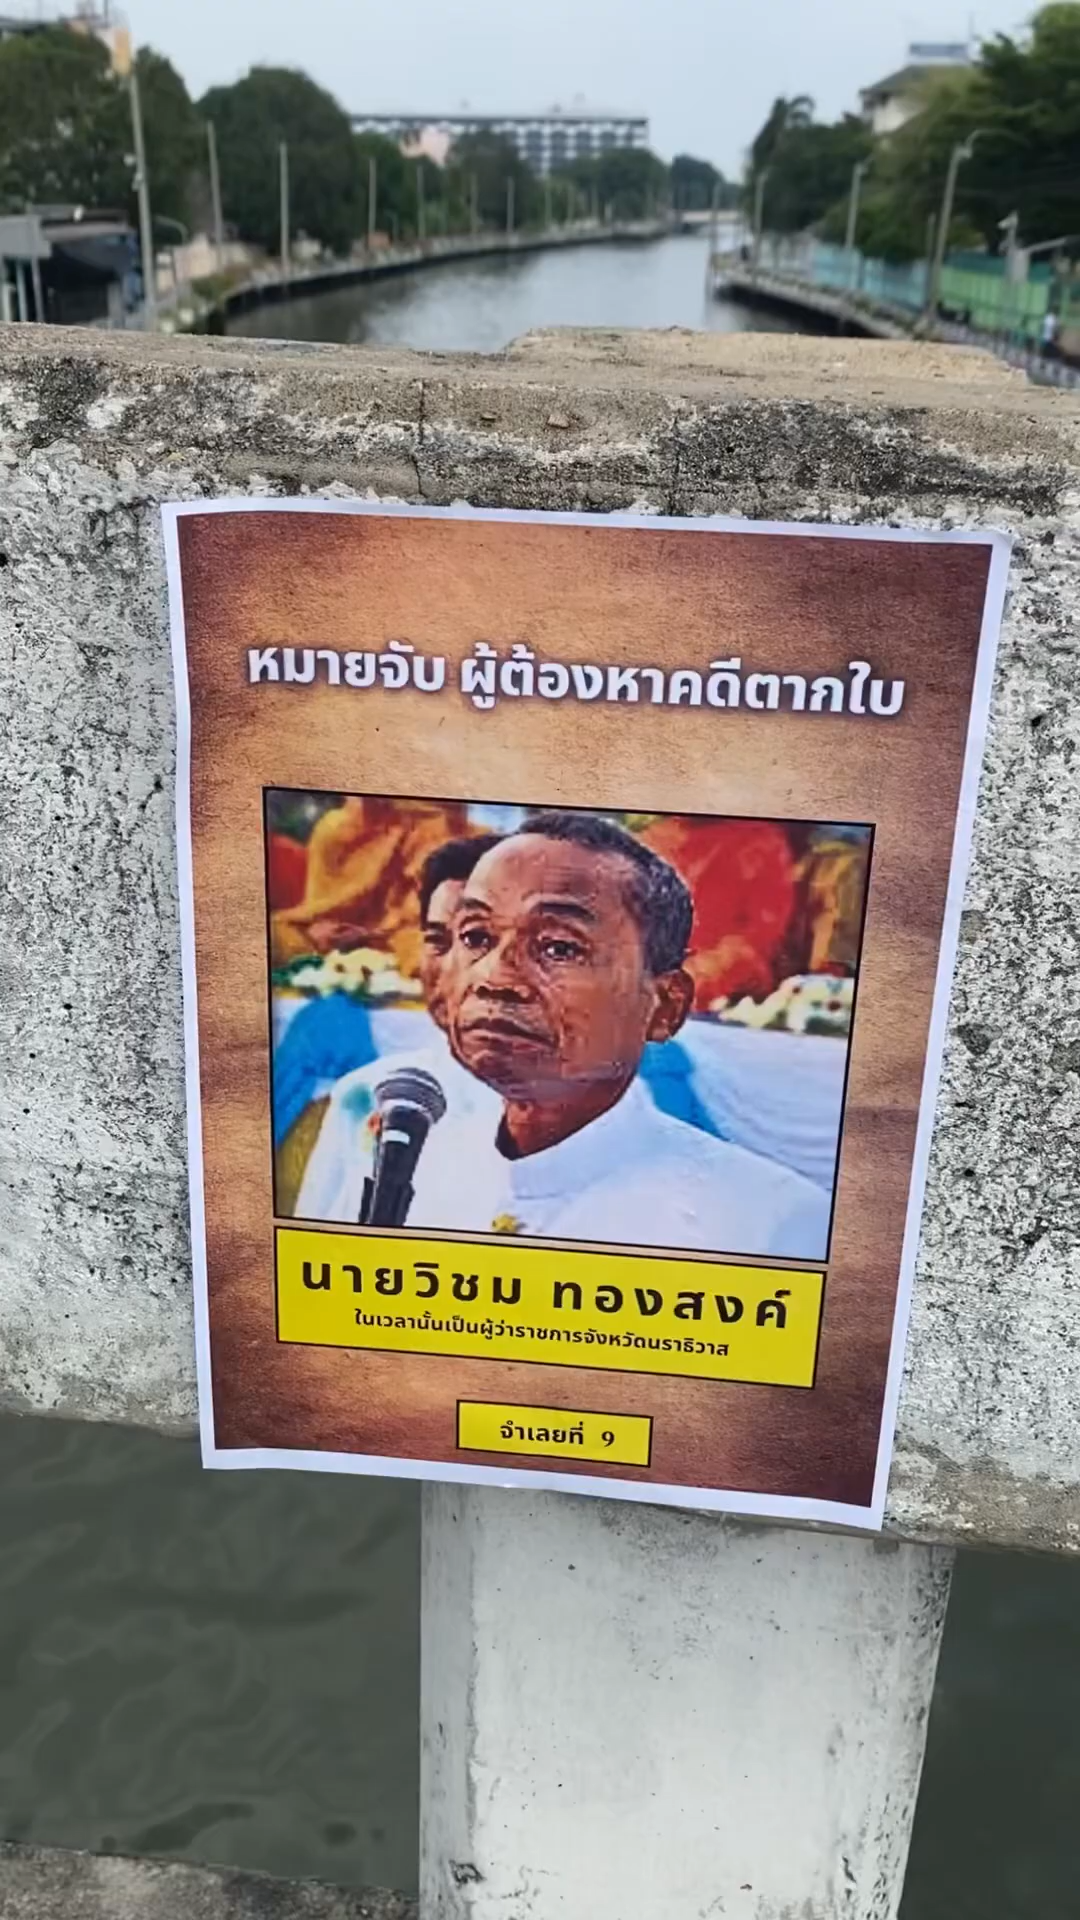 หมายจับ ผู้ต้องหาคดีตากใบ
นายวิชม ทองสงค์
ในเวลานั้นเป็นผู้ว่าราชการจังหวัดนราธิวาส
จำเลยที่ 9